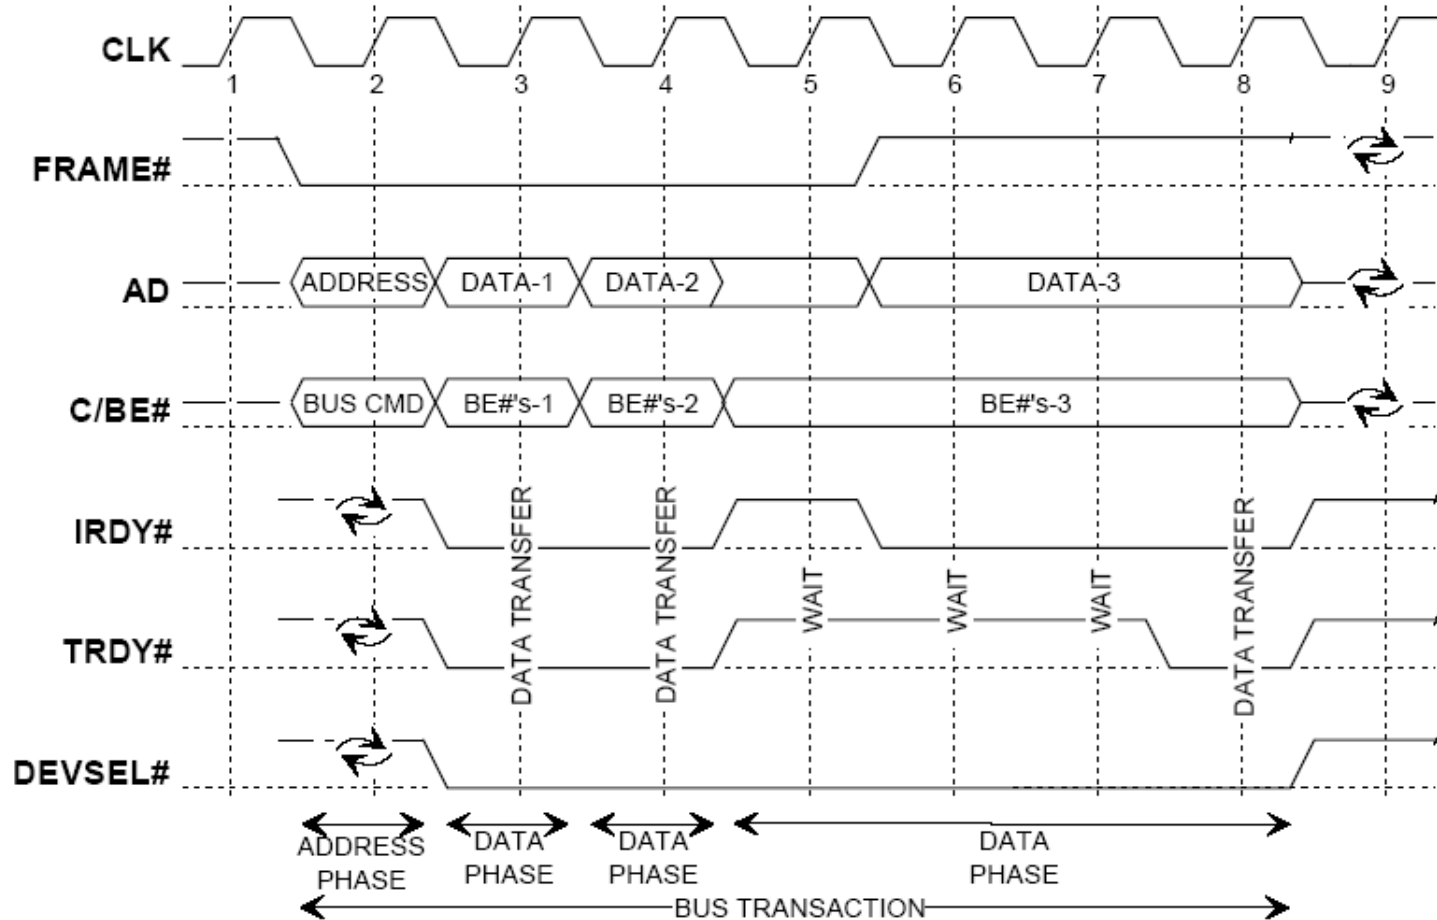 CLK
1 2 3 4 5 6 7 8 9
FRAME#
AD ADDRESS DATA-1 DATA-2 DATA-3
C/BE# BUS CMD BE#'s-1 BE#'s-2 BE#'s-3
IRDY#
TRDY#
DEVSEL#
DATA TRANSFER
DATA TRANSFER
WAIT
WAIT
WAIT
DATA TRANSFER
ADDRESS
PHASE
DATA
PHASE
DATA
PHASE
DATA
PHASE
BUS TRANSACTION